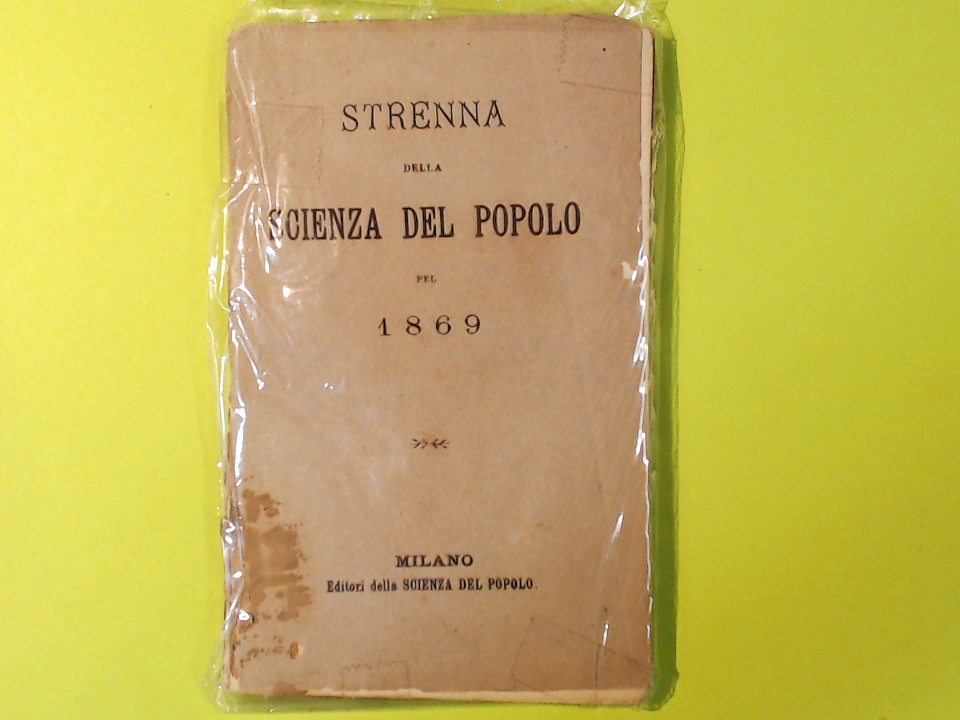 STRENNA
DELLA
SCIENZA DEL POPOLO
PEL
1869
MILANO
Editori della SCIENZA DEL POPOLO.